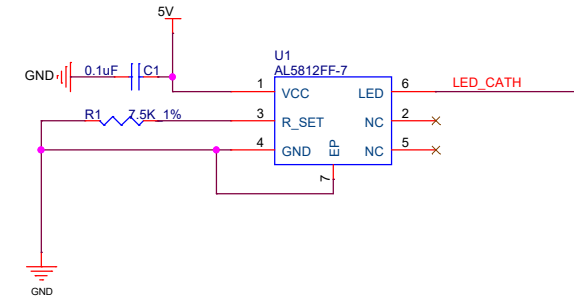 5V
U1
AL5812FF-7
GND
0.1uF
C1
1
VCC
LED
6
LED_CATH
R1
7.5K_1%
3
R_SET
NC
2
4
GND
EP
NC
5
7
GND